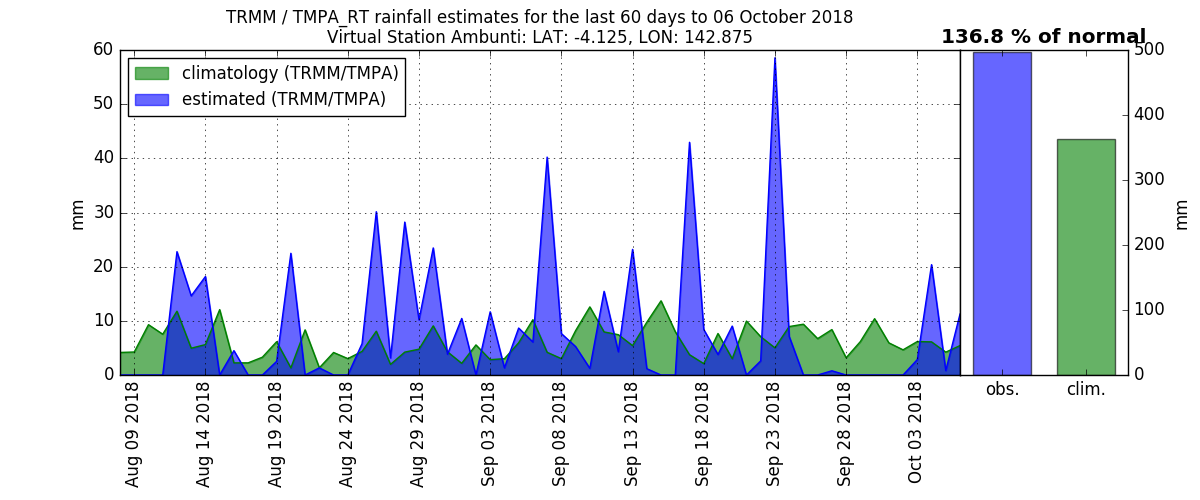 TRMM / TMPA_RT rainfall estimates for the last 60 days to 06 October 2018
Virtual Station Ambunti: LAT: -4.125, LON: 142.875
136.8 % of normal
climatology (TRMM/TMPA)
estimated (TRMM/TMPA)
mm
60
50
40
30
20
10
0
Aug 09 2018
Aug 14 2018
Aug 19 2018
Aug 24 2018
Aug 29 2018
Sep 03 2018
Sep 08 2018
Sep 13 2018
Sep 18 2018
Sep 23 2018
Sep 28 2018
Oct 03 2018
obs.
clim.
500
400
300
200
100
0
mm